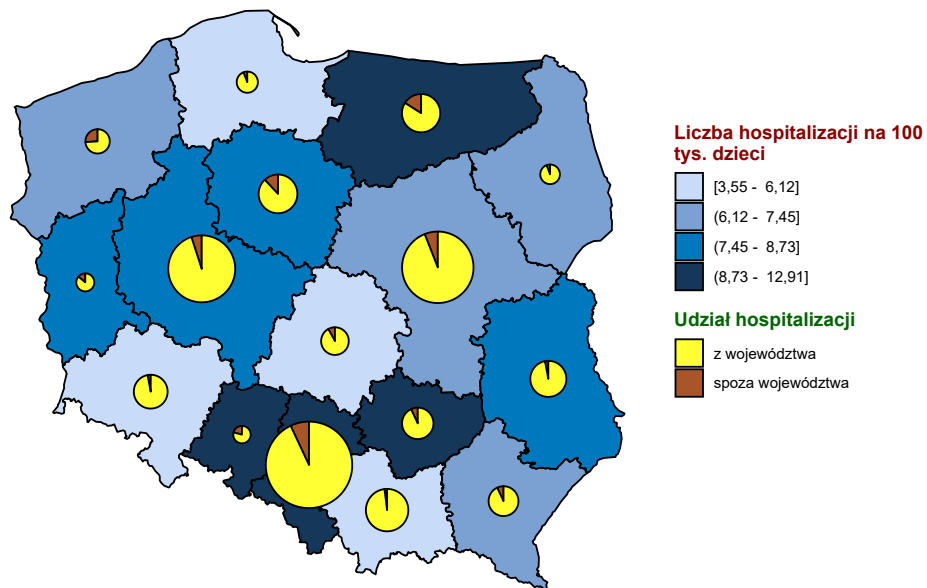 Liczba hospitalizacji na 100
tys. dzieci
[3,55 - 6,12]
(6,12 - 7,45]
(7,45 - 8,73]
(8,73 - 12,91]
Udział hospitalizacji
z województwa
spoza województwa